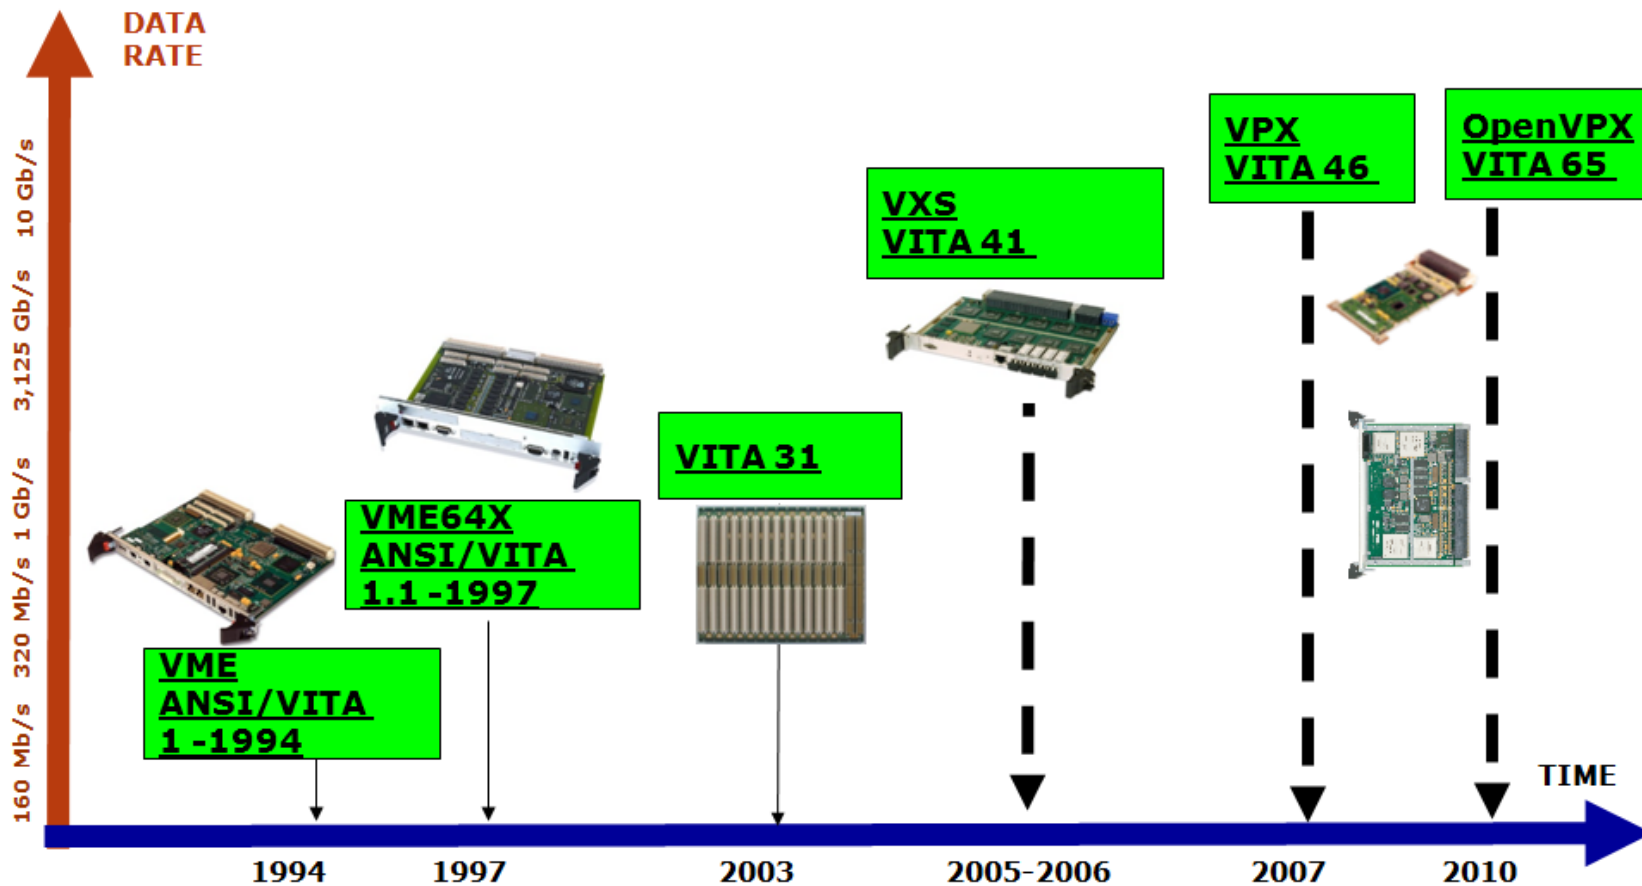 DATA
RATE
10 Gb/s
3,125 Gb/s
1 Gb/s
320 Mb/s
160 Mb/s
VME
ANSI/VITA
1 -1994
VME64X
ANSI/VITA
1.1 -1997
VITA 31
VXS
VITA 41
VPX
VITA 46
OpenVPX
VITA 65
TIME
1994
1997
2003
2005-2006
2007
2010